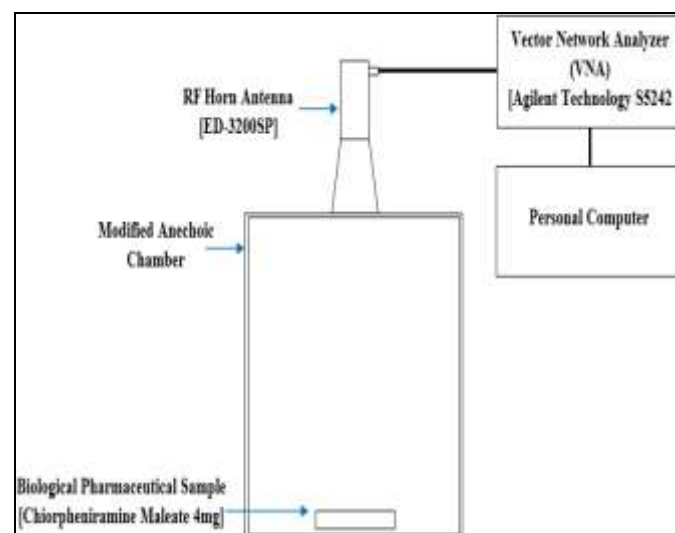 Vector Network Analyzer
(VNA)
[Agilent Technology S5242
RF Horn Antenna
[ED-3200SP]
Personal Computer
Modified Anechoic
Chamber
Biological Pharmaceutical Sample
[Chiorpheniramine Maleate 4mg]